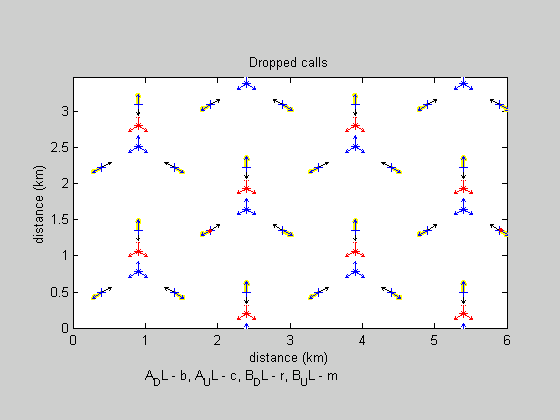 Dropped calls
3
2.5
2
1.5
1
0.5
0
distance (km)
0 1 2 3 4 5 6
distance (km)
A_DL - b, A_UL - c, B_DL - r, B_UL - m